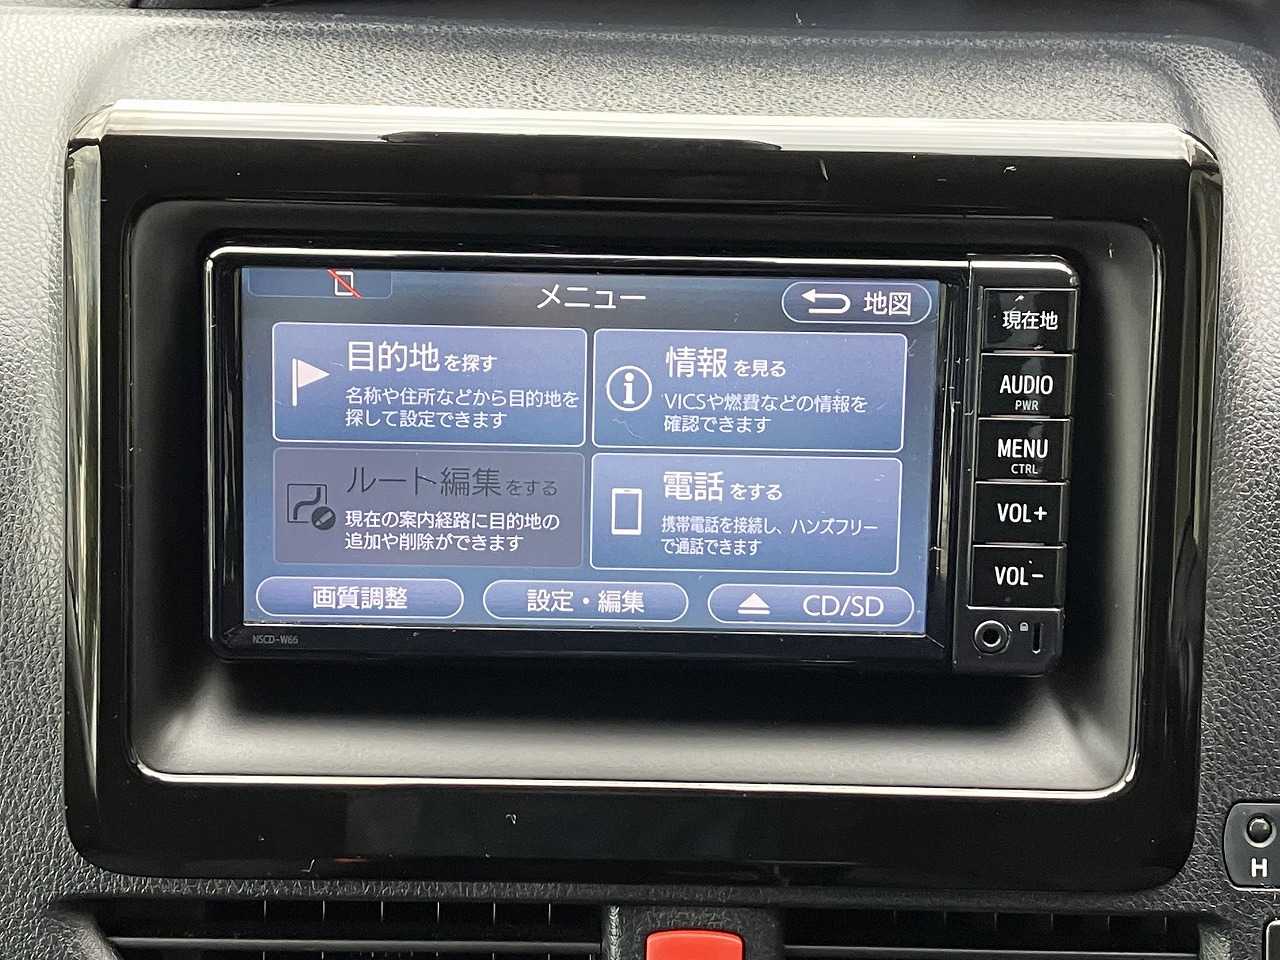 メニュー
地図
目的地を探す
名称や住所などから目的地を
探して設定できます
情報を見る
VICSや燃費などの情報を
確認できます
ルート編集をする
現在の案内経路に目的地の
追加や削除ができます
電話をする
携帯電話を接続し、ハンズフリー
で通話できます
画質調整
設定・編集
CD/SD
NSCD-W66
現在地
AUDIO
PWR
MENU
CTRL
VOL+
VOL-
H